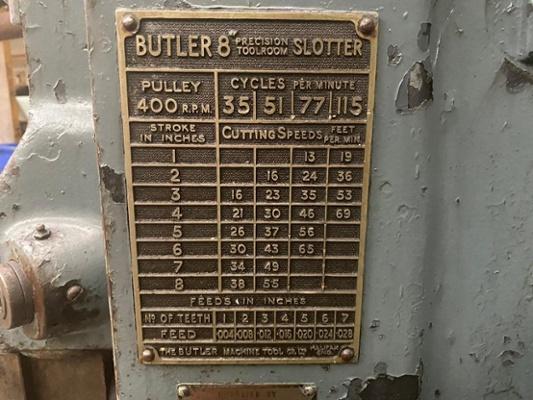 BUTLER 8 PRECISION TOOLROOM SLOTTER
PULLEY CYCLES PER MINUTE
400 R.P.M. 35 51 77 115
STROKE IN INCHES CUTTING SPEEDS FEET PER MIN.
1 13 19
2 16 24 36
3 16 23 35 53
4 21 30 46 69
5 26 37 56
6 30 43 65
7 34 49
8 38 55
FEEDS IN INCHES
No OF TEETH 1 2 3 4 5 6 7
FEED .004 .008 .012 .016 .020 .024 .028
THE BUTLER MACHINE TOOL CO. LTD HALIFAX ENG.